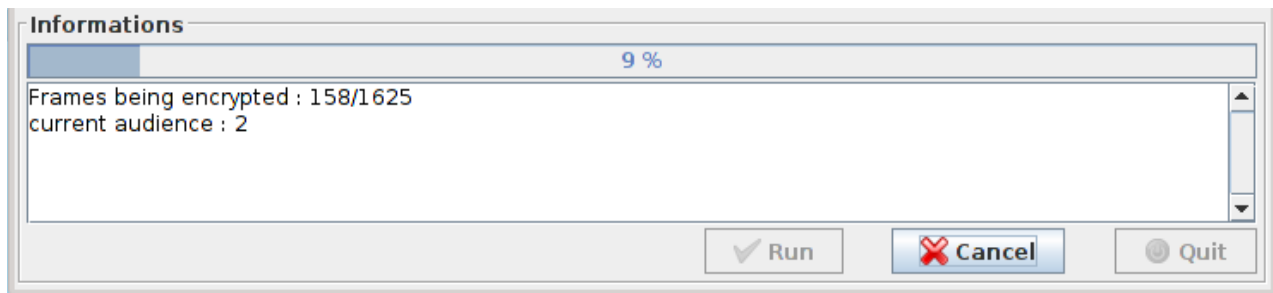 Informations
9 %
Frames being encrypted : 158/1625
current audience : 2
Run Cancel Quit